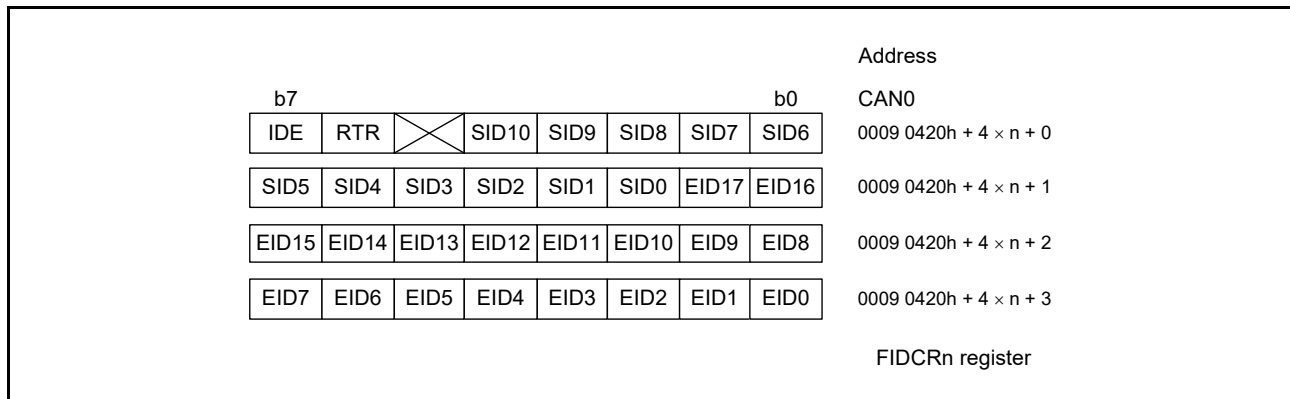 Address
b7 b0 CAN0
IDE RTR SID10 SID9 SID8 SID7 SID6 0009 0420h + 4 × n + 0
SID5 SID4 SID3 SID2 SID1 SID0 EID17 EID16 0009 0420h + 4 × n + 1
EID15 EID14 EID13 EID12 EID11 EID10 EID9 EID8 0009 0420h + 4 × n + 2
EID7 EID6 EID5 EID4 EID3 EID2 EID1 EID0 0009 0420h + 4 × n + 3
FIDCRn register